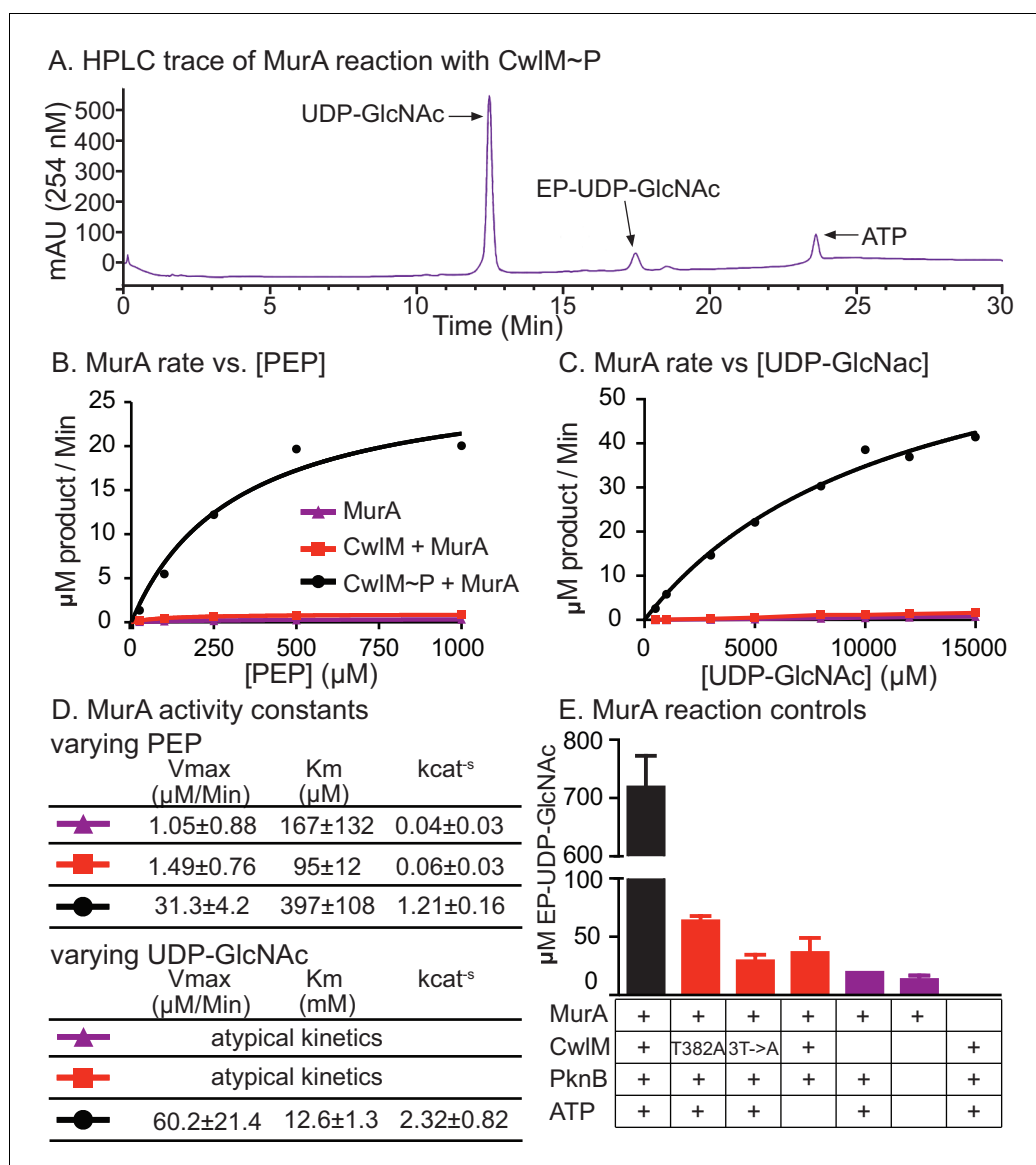 A. HPLC trace of MurA reaction with CwlM~P
500
400
300
200
100
0
mAU (254 nM)
UDP-GlcNAc
EP-UDP-GlcNAc
ATP
0 5 10 15 20 25 30
Time (Min)
B. MurA rate vs. [PEP]
25
20
15
10
5
0
µM product / Min
MurA
CwlM + MurA
CwlM~P + MurA
0 250 500 750 1000
[PEP] (µM)
C. MurA rate vs [UDP-GlcNac]
50
40
30
20
10
0
µM product / Min
0 5000 10000 15000
[UDP-GlcNAc] (µM)
D. MurA activity constants
varying PEP
Vmax Km kcat⁻ˢ
(µM/Min) (µM)
1.05±0.88 167±132 0.04±0.03
1.49±0.76 95±12 0.06±0.03
31.3±4.2 397±108 1.21±0.16
varying UDP-GlcNAc
Vmax Km kcat⁻ˢ
(µM/Min) (mM)
atypical kinetics
atypical kinetics
60.2±21.4 12.6±1.3 2.32±0.82
E. MurA reaction controls
800
700
600
100
50
0
µM EP-UDP-GlcNAc
MurA + + + + + +
CwlM + T382A 3T->A + +
PknB + + + + + +
ATP + + + + +